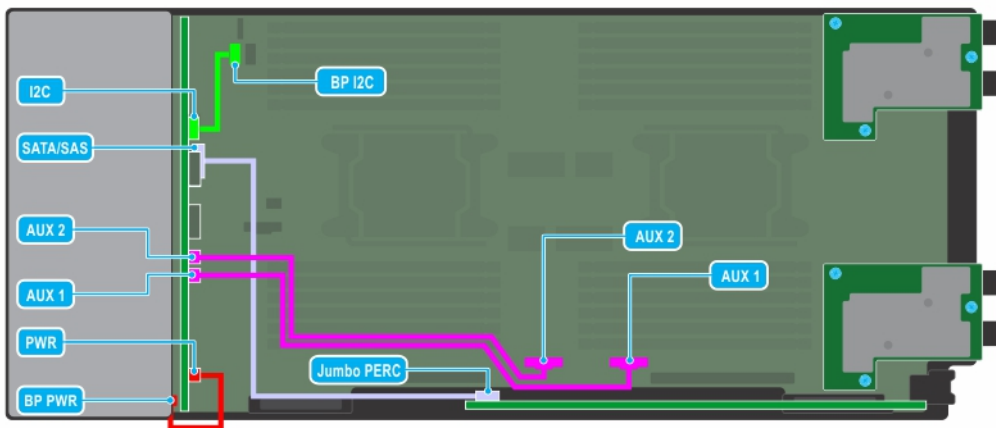 BP I2C
I2C
SATA/SAS
AUX 2
AUX 2
AUX 1
AUX 1
PWR
Jumbo PERC
BP PWR